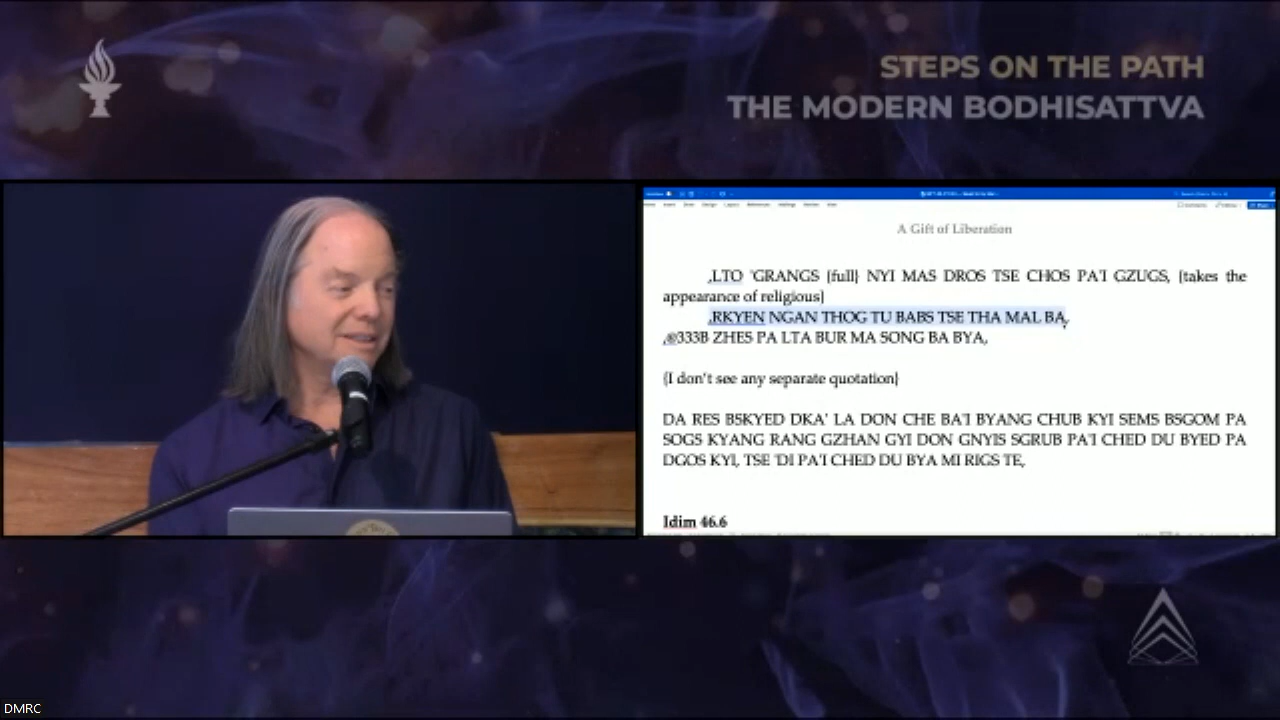 STEPS ON THE PATH
THE MODERN BODHISATTVA
A Gift of Liberation
,LTO 'GRANGS {full} NYI MAS DROS TSE CHOS PA'I GZUGS, {takes the
appearance of religious}
,RKYEN NGAN THOG TU BABS TSE THA MAL BA,
,@333B ZHES PA LTA BUR MA SONG BA BYA,
{I don't see any separate quotation}
DA RES BSKYED DKA' LA DON CHE BA'I BYANG CHUB KYI SEMS BSGOM PA
SOGS KYANG RANG GZHAN GYI DON GNYIS SGRUB PA'I CHED DU BYED PA
DGOS KYI, TSE 'DI PA'I CHED DU BYA MI RIGS TE,
Idim 46.6
DMRC